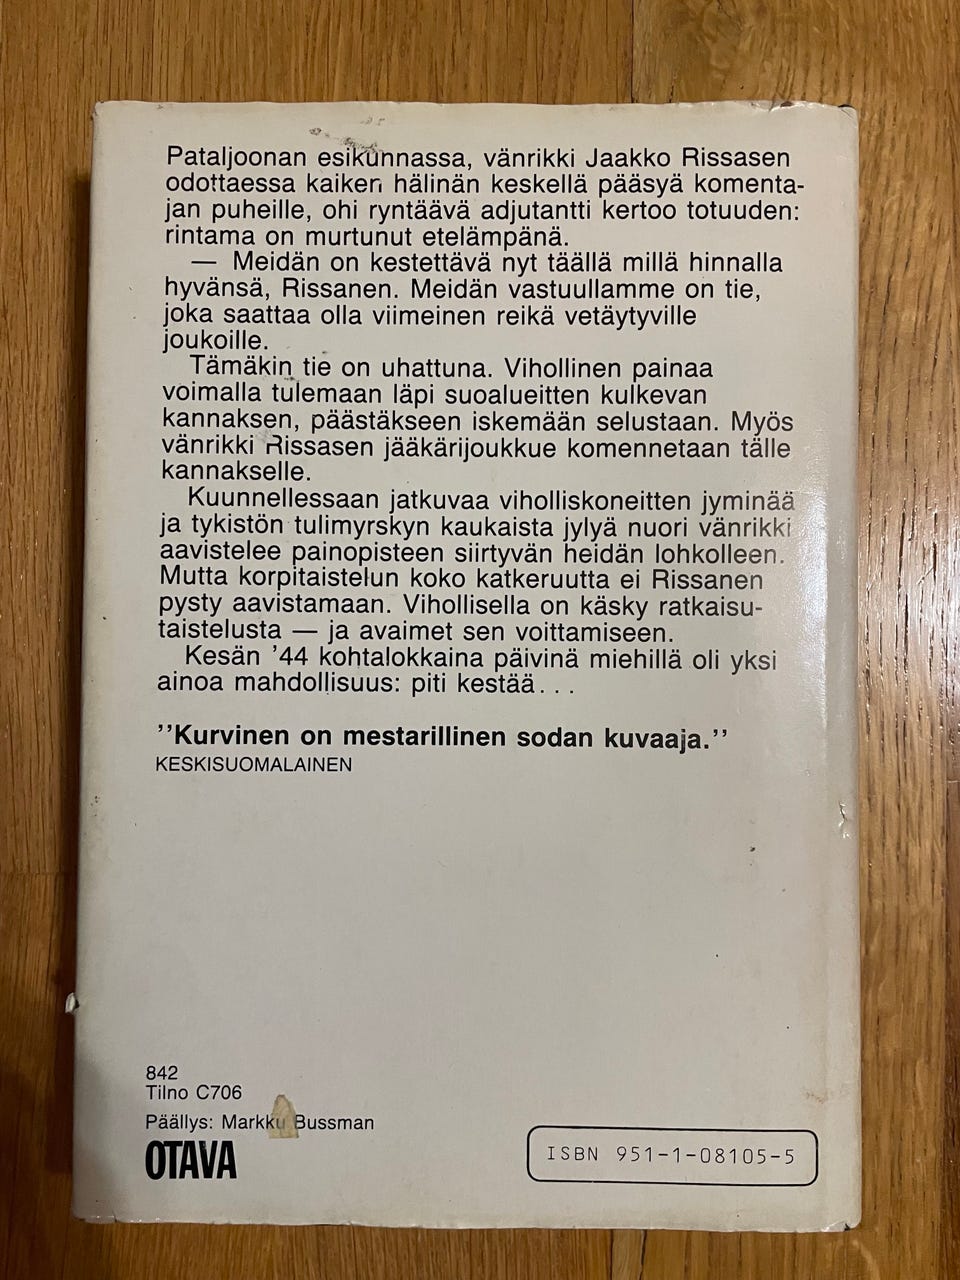 Pataljoonan esikunnassa, vänrikki Jaakko Rissasen
odottaessa kaiken hälinän keskellä pääsyä komenta-
jan puheille, ohi ryntäävä adjutantti kertoo totuuden:
rintama on murtunut etelämpänä.
— Meidän on kestettävä nyt täällä millä hinnalla
hyvänsä, Rissanen. Meidän vastuullamme on tie,
joka saattaa olla viimeinen reikä vetäytyville
joukoille.
Tämäkin tie on uhattuna. Vihollinen painaa
voimalla tulemaan läpi suoalueitten kulkevan
kannaksen, päästäkseen iskemään selustaan. Myös
vänrikki Rissasen jääkärijoukkue komennetaan tälle
kannakselle.
Kuunnellessaan jatkuvaa viholliskoneitten jyminää
ja tykistön tulimyrskyn kaukaista jylyä nuori vänrikki
aavistelee painopisteen siirtyvän heidän lohkolleen.
Mutta korpitaistelun koko katkeruutta ei Rissanen
pysty aavistamaan. Vihollisella on käsky ratkaisu-
taistelusta — ja avaimet sen voittamiseen.
Kesän '44 kohtalokkaina päivinä miehillä oli yksi
ainoa mahdollisuus: piti kestää...
''Kurvinen on mestarillinen sodan kuvaaja.''
KESKISUOMALAINEN
842
Tilno C706
Päällys: Markku Bussman
OTAVA
ISBN 951-1-08105-5